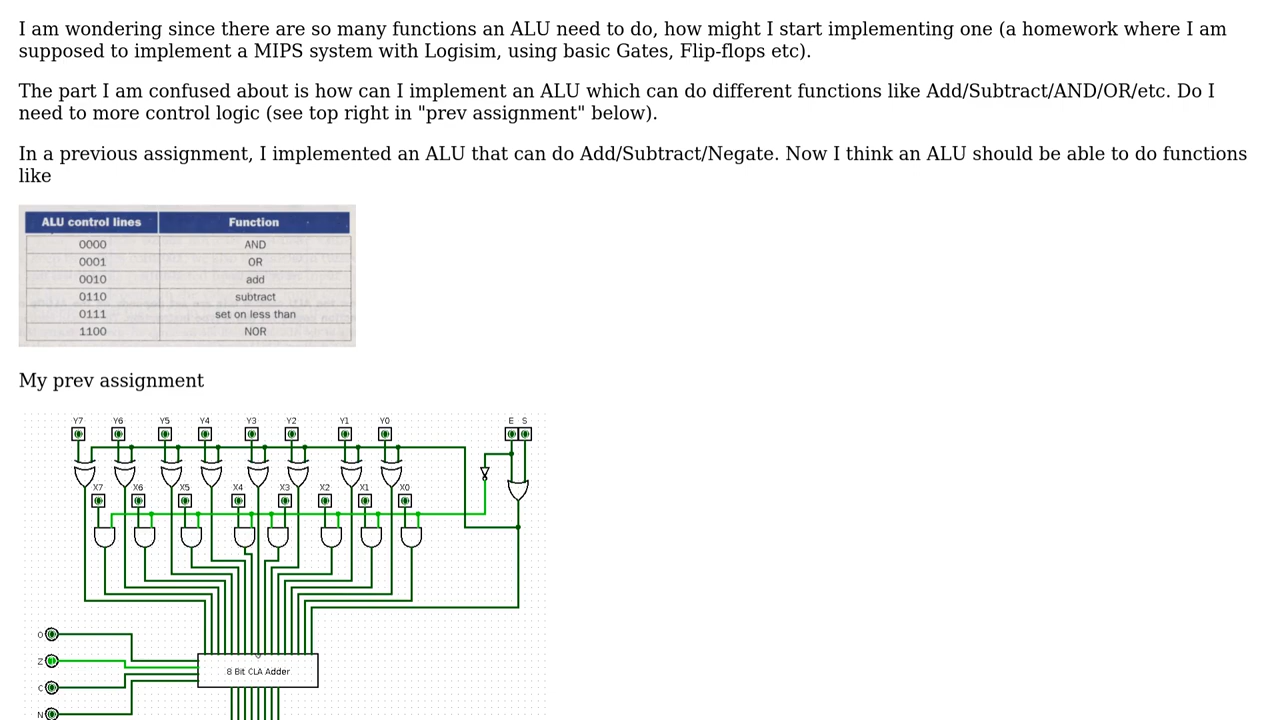 I am wondering since there are so many functions an ALU need to do, how might I start implementing one (a homework where I am
supposed to implement a MIPS system with Logisim, using basic Gates, Flip-flops etc).
The part I am confused about is how can I implement an ALU which can do different functions like Add/Subtract/AND/OR/etc. Do I
need to more control logic (see top right in "prev assignment" below).
In a previous assignment, I implemented an ALU that can do Add/Subtract/Negate. Now I think an ALU should be able to do functions
like
ALU control lines Function
0000 AND
0001 OR
0010 add
0110 subtract
0111 set on less than
1100 NOR
My prev assignment
Y7 Y6 Y5 Y4 Y3 Y2 Y1 Y0 E S
X7 X6 X5 X4 X3 X2 X1 X0
O
Z
8 Bit CLA Adder
C
N